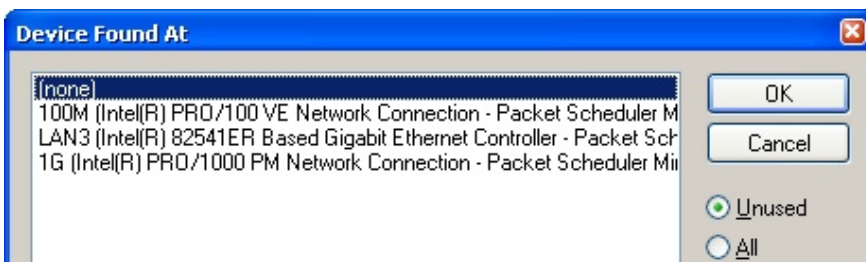 Device Found At
(none)
100M (Intel(R) PRO/100 VE Network Connection - Packet Scheduler M
LAN3 (Intel(R) 82541ER Based Gigabit Ethernet Controller - Packet Sch
1G (Intel(R) PRO/1000 PM Network Connection - Packet Scheduler Min
OK
Cancel
Unused
All